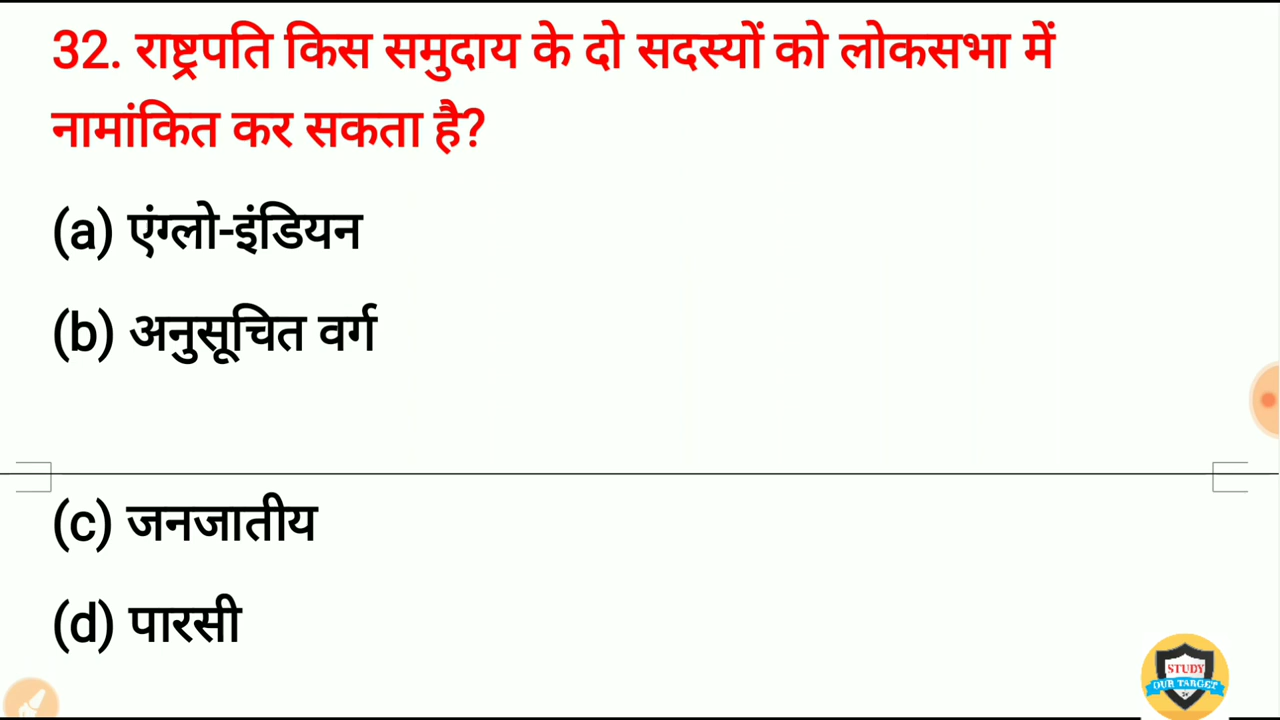 32. राष्ट्रपति किस समुदाय के दो सदस्यों को लोकसभा में
नामांकित कर सकता है?
(a) एंग्लो-इंडियन
(b) अनुसूचित वर्ग
(c) जनजातीय
(d) पारसी
STUDY
OUR TARGET